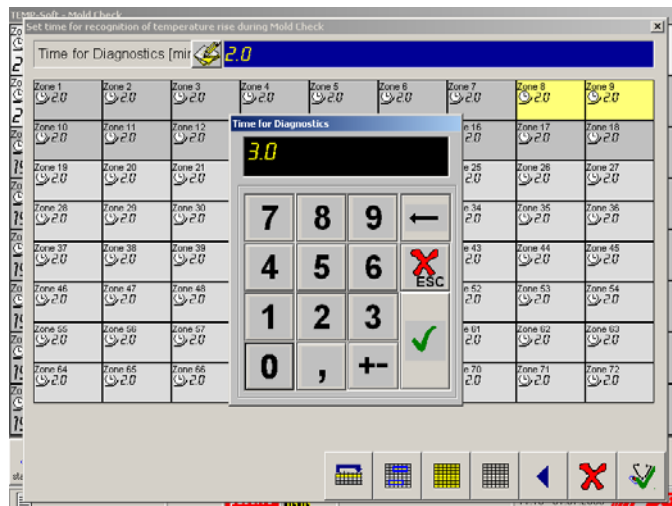 TEMP-Soft - Mold Check
Set time for recognition of temperature rise during Mold Check
Time for Diagnostics [min 2.0
Zone 1 Zone 2 Zone 3 Zone 4 Zone 5 Zone 6 Zone 7 Zone 8 Zone 9
2.0 2.0 2.0 2.0 2.0 2.0 2.0 2.0 2.0
Zone 10 Zone 11 Zone 12 Time for Diagnostics e 16 Zone 17 Zone 18
2.0 2.0 2.0 3.0 2.0 2.0 2.0
Zone 19 Zone 20 Zone 21 e 25 Zone 26 Zone 27
2.0 2.0 2.0 2.0 2.0 2.0
Zone 28 Zone 29 Zone 30 7 8 9 e 34 Zone 35 Zone 36
2.0 2.0 2.0 2.0 2.0 2.0
Zone 37 Zone 38 Zone 39 4 5 6 ESC e 43 Zone 44 Zone 45
2.0 2.0 2.0 2.0 2.0 2.0
Zone 46 Zone 47 Zone 48 1 2 3 e 52 Zone 53 Zone 54
2.0 2.0 2.0 2.0 2.0 2.0
Zone 55 Zone 56 Zone 57 e 61 Zone 62 Zone 63
2.0 2.0 2.0 2.0 2.0 2.0
Zone 64 Zone 65 Zone 66 0 , +- e 70 Zone 71 Zone 72
2.0 2.0 2.0 2.0 2.0 2.0